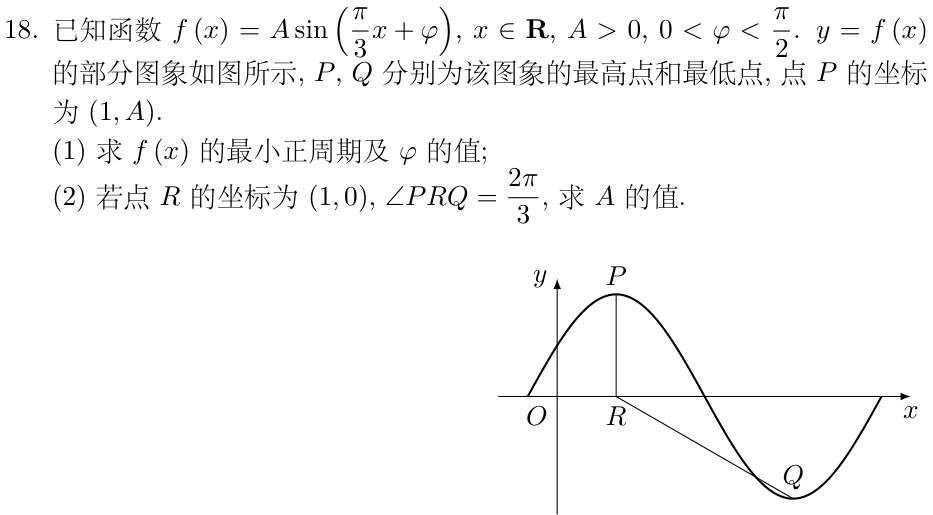 18. 已知函数 f (x) = A sin (π/3 x + φ), x ∈ R, A > 0, 0 < φ < π/2. y = f (x)
的部分图象如图所示, P, Q 分别为该图象的最高点和最低点, 点 P 的坐标
为 (1, A).
(1) 求 f (x) 的最小正周期及 φ 的值;
(2) 若点 R 的坐标为 (1, 0), ∠PRQ = 2π/3, 求 A 的值.
y
P
O
R
x
Q